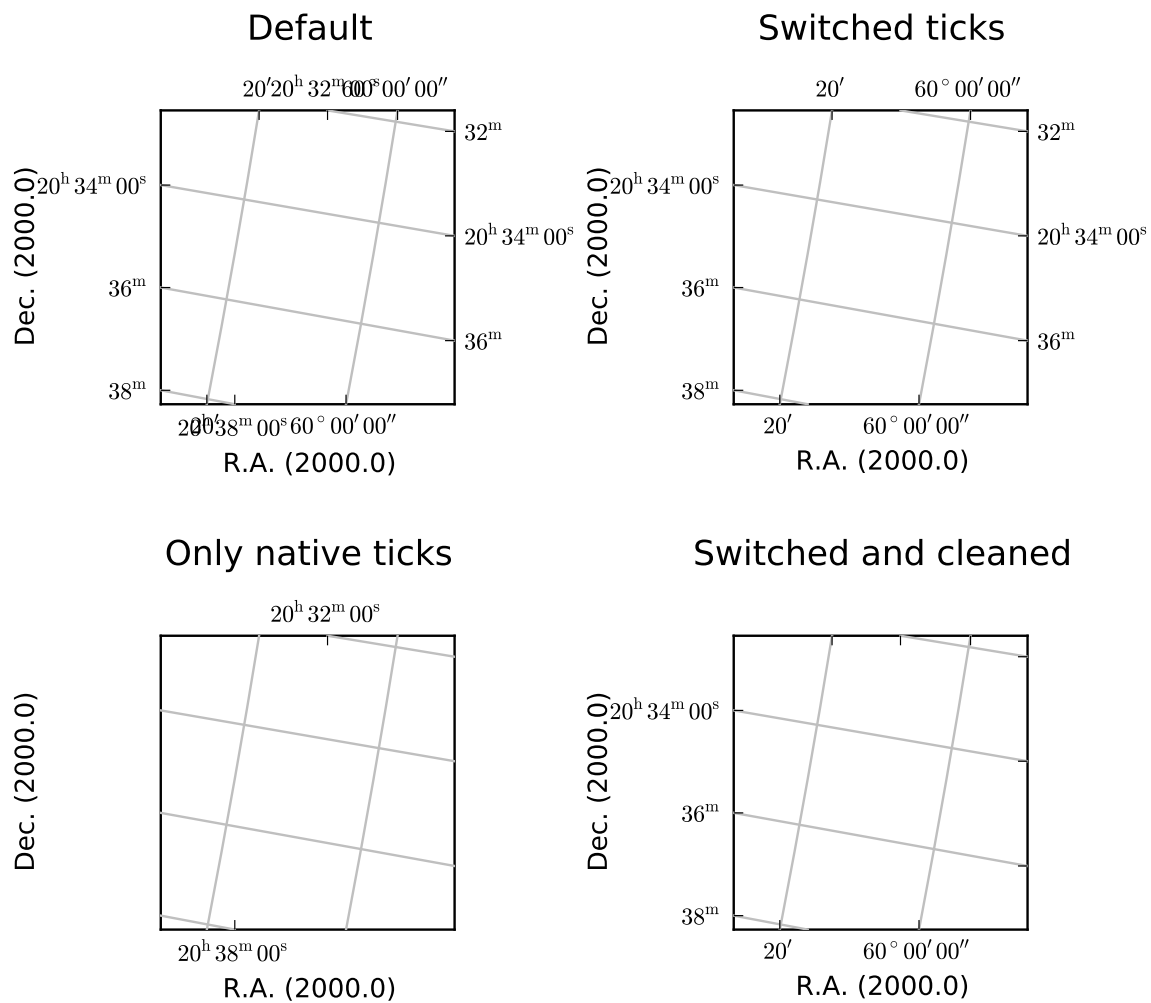 Default
20′ 20ʰ 32ᵐ 00ˢ 60° 00′ 00″
32ᵐ
20ʰ 34ᵐ 00ˢ
20ʰ 34ᵐ 00ˢ
36ᵐ
36ᵐ
38ᵐ
20ʰ 38ᵐ 00ˢ 20′ 60° 00′ 00″
Dec. (2000.0)
R.A. (2000.0)
Switched ticks
20′ 60° 00′ 00″
32ᵐ
20ʰ 34ᵐ 00ˢ
20ʰ 34ᵐ 00ˢ
36ᵐ
36ᵐ
38ᵐ
20′ 60° 00′ 00″
Dec. (2000.0)
R.A. (2000.0)
Only native ticks
20ʰ 32ᵐ 00ˢ
Dec. (2000.0)
20ʰ 38ᵐ 00ˢ
R.A. (2000.0)
Switched and cleaned
20ʰ 34ᵐ 00ˢ
36ᵐ
38ᵐ
20′ 60° 00′ 00″
Dec. (2000.0)
R.A. (2000.0)